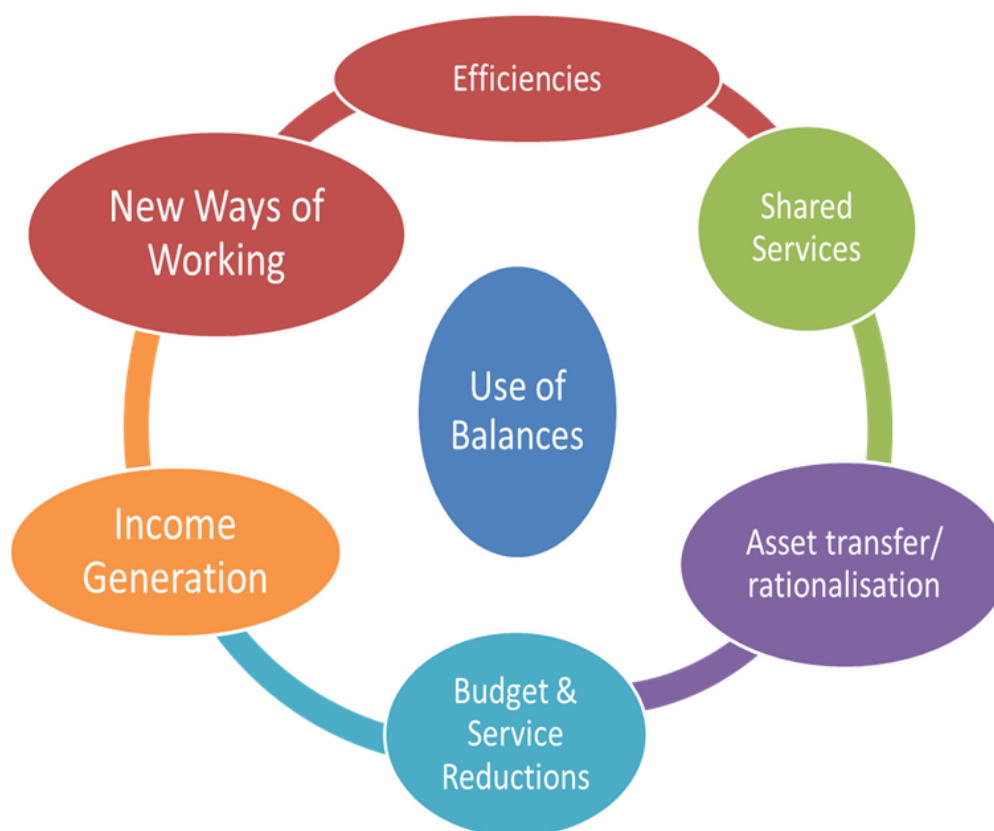 Efficiencies
Shared
Services
Asset transfer/
rationalisation
Budget &
Service
Reductions
Income
Generation
New Ways of
Working
Use of
Balances